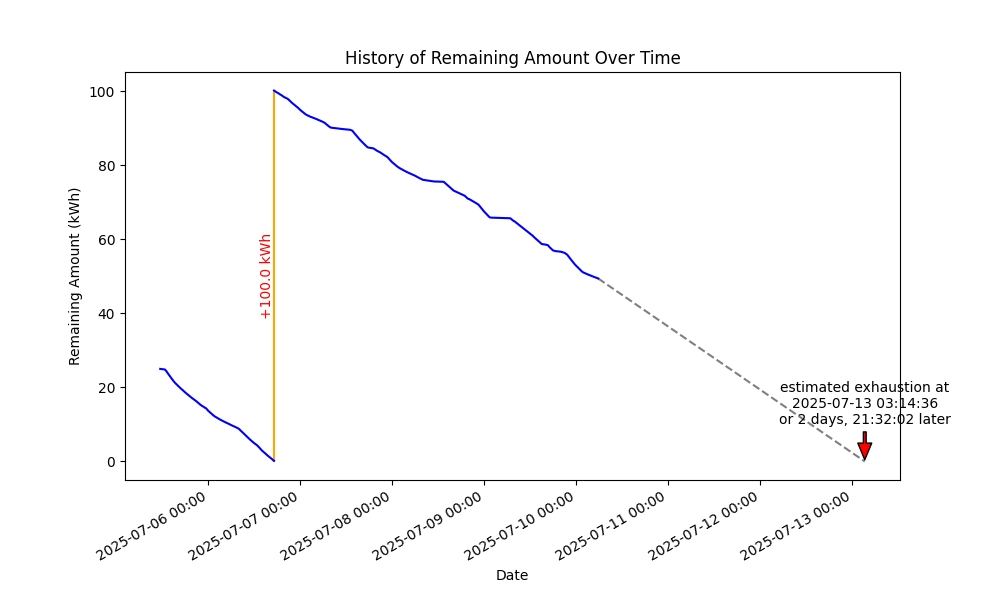 History of Remaining Amount Over Time
Remaining Amount (kWh)
100
80
60
40
20
0
+100.0 kWh
estimated exhaustion at
2025-07-13 03:14:36
or 2 days, 21:32:02 later
2025-07-06 00:00
2025-07-07 00:00
2025-07-08 00:00
2025-07-09 00:00
2025-07-10 00:00
2025-07-11 00:00
2025-07-12 00:00
2025-07-13 00:00
Date